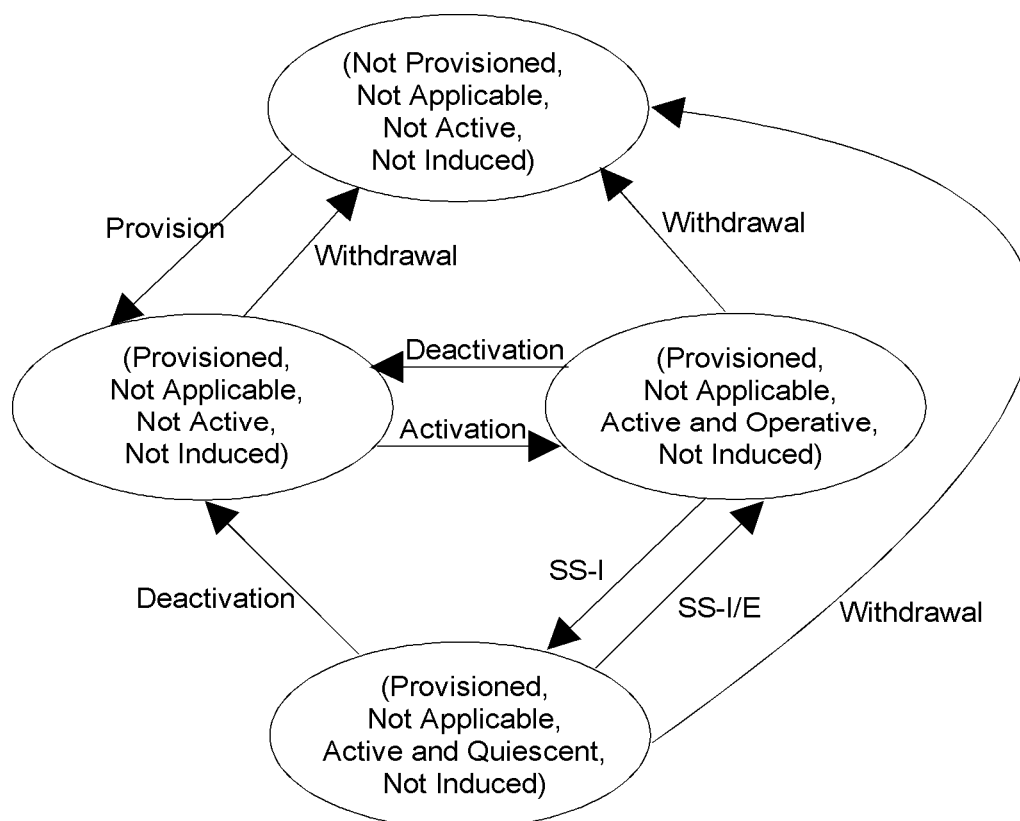 (Not Provisioned,
Not Applicable,
Not Active,
Not Induced)
Provision
Withdrawal
Withdrawal
(Provisioned,
Not Applicable,
Not Active,
Not Induced)
Deactivation
Activation
(Provisioned,
Not Applicable,
Active and Operative,
Not Induced)
Deactivation
SS-I
SS-I/E
Withdrawal
(Provisioned,
Not Applicable,
Active and Quiescent,
Not Induced)